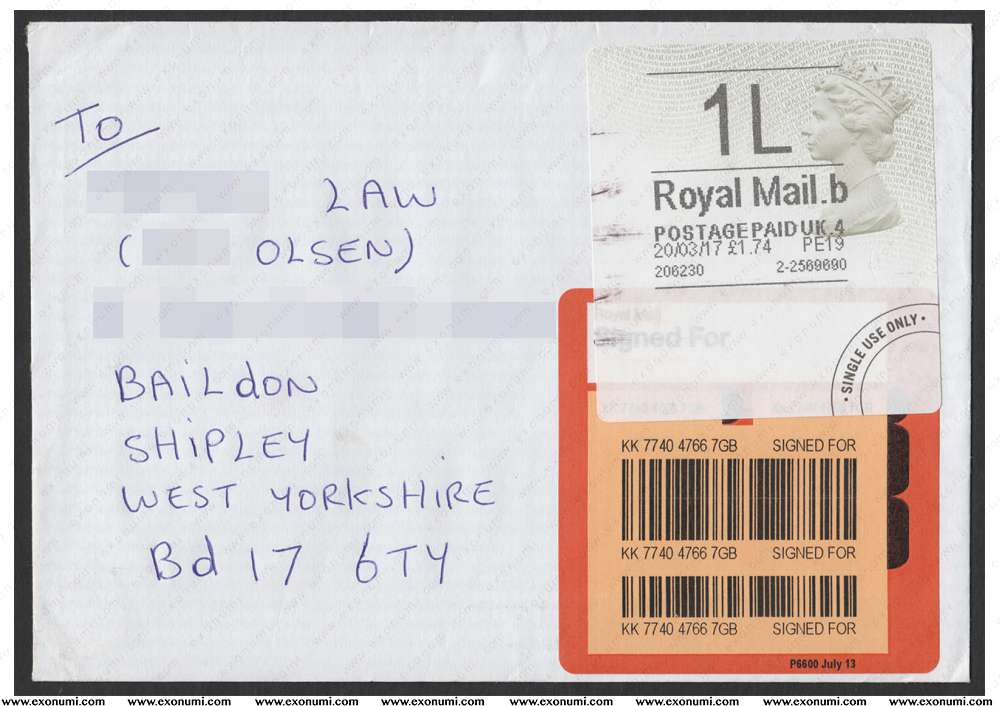 To
LAW
( OLSEN)
BAILdON
SHIPLEY
WEST YORKSHIRE
Bd 17 6TY
1L
Royal Mail.b
POSTAGE PAID UK.4
20/03/17 £1.74 PE19
206230 2-2569690
Royal Mail
Signed For
• SINGLE USE ONLY •
KK 7740 4766 7GB SIGNED FOR
KK 7740 4766 7GB SIGNED FOR
KK 7740 4766 7GB SIGNED FOR
P6600 July 13
www.exonumi.com www.exonumi.com www.exonumi.com www.exonumi.com www.exonumi.com www.exonumi.com www.exonumi.com www.exonumi.com